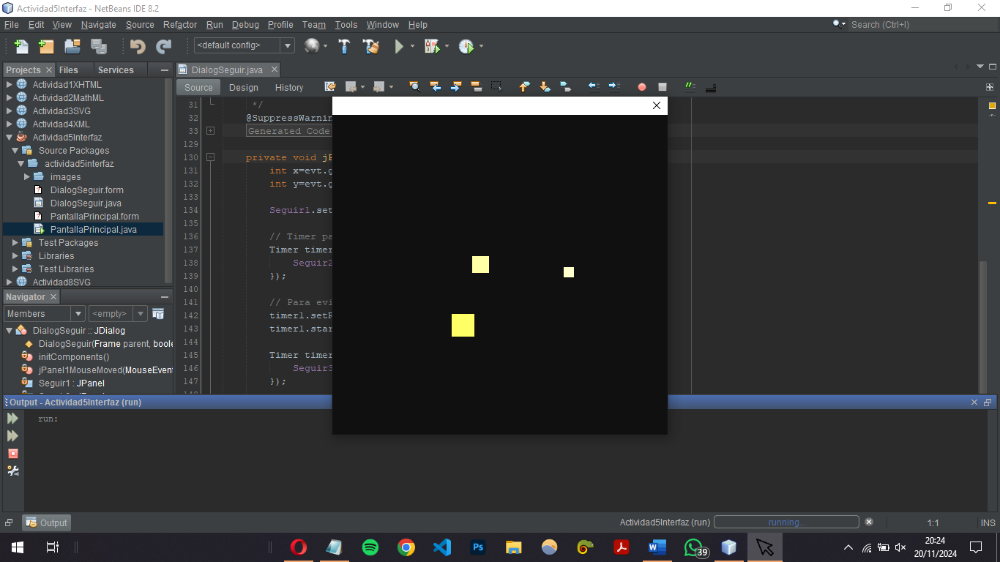 Actividad5Interfaz - NetBeans IDE 8.2
File Edit View Navigate Source Refactor Run Debug Profile Team Tools Window Help
Search (Ctrl+I)
<default config>
Projects Files Services
DialogSeguir.java
Source Design History
Actividad1XHTML
Actividad2MathML
Actividad3SVG
Actividad4XML
Actividad5Interfaz
Source Packages
actividad5interfaz
images
DialogSeguir.form
DialogSeguir.java
PantallaPrincipal.form
PantallaPrincipal.java
Test Packages
Libraries
Test Libraries
Actividad8SVG
Navigator
Members <empty>
DialogSeguir :: JDialog
DialogSeguir(Frame parent, boole
initComponents()
jPanel1MouseMoved(MouseEven
Seguir1 : JPanel
31 */
32 @SuppressWarnin
33 Generated Code
129
130 private void jP
131 int x=evt.g
132 int y=evt.g
133
134 Seguir1.set
135
136 // Timer pa
137 Timer timer
138 Seguir2
139 });
140
141 // Para evi
142 timer1.setR
143 timer1.star
144
145 Timer timer
146 Seguir3
147 });
Output - Actividad5Interfaz (run)
run:
Output
Actividad5Interfaz (run)
running...
1:1
INS
Ps
39
20:24
20/11/2024